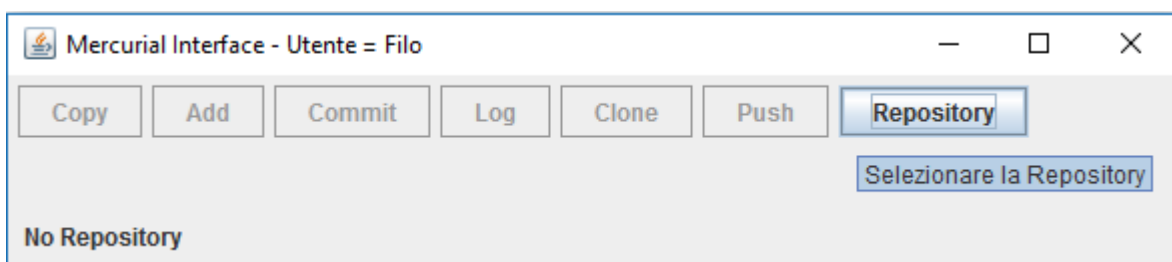 Mercurial Interface - Utente = Filo
Copy Add Commit Log Clone Push Repository
Selezionare la Repository
No Repository